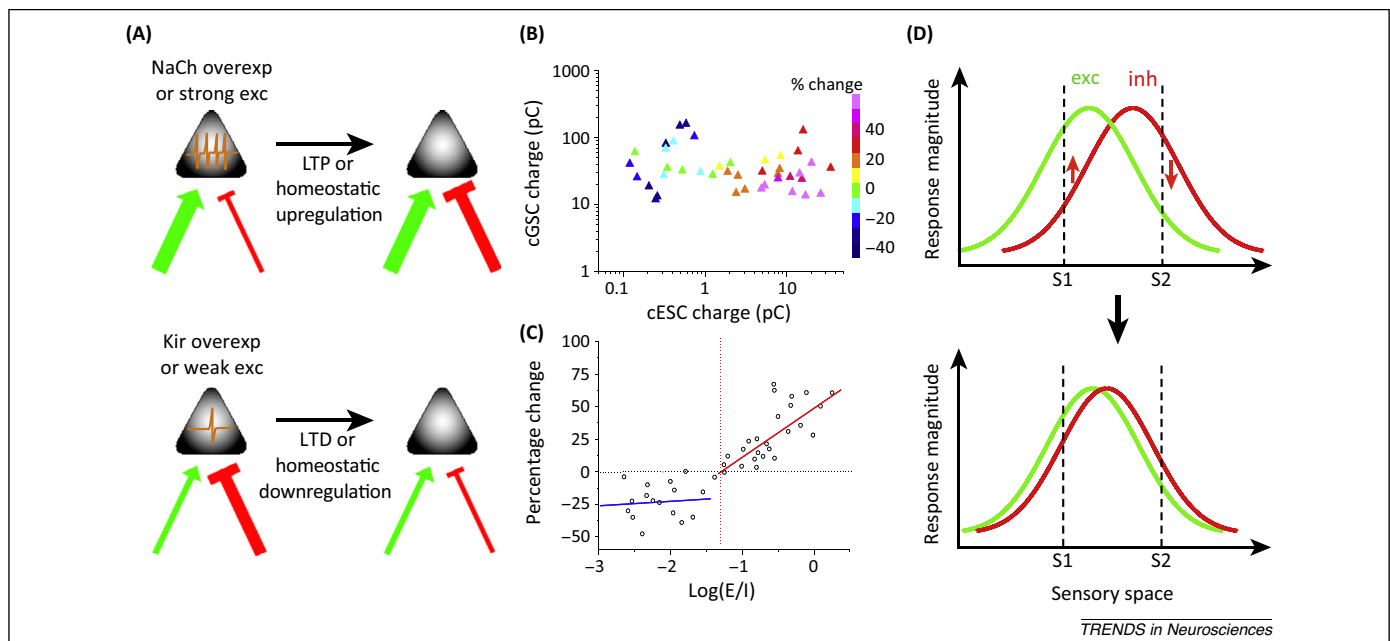 (A)
NaCh overexp
or strong exc
LTP or
homeostatic
upregulation
Kir overexp
or weak exc
LTD or
homeostatic
downregulation
(B)
cGSC charge (pC)
1000
100
10
1
0.1
1
10
cESC charge (pC)
% change
40
20
0
−20
−40
(C)
Percentage change
100
75
50
25
0
−25
−50
−3
−2
−1
0
Log(E/I)
(D)
exc
inh
Response magnitude
S1
S2
Response magnitude
S1
S2
Sensory space
TRENDS in Neurosciences